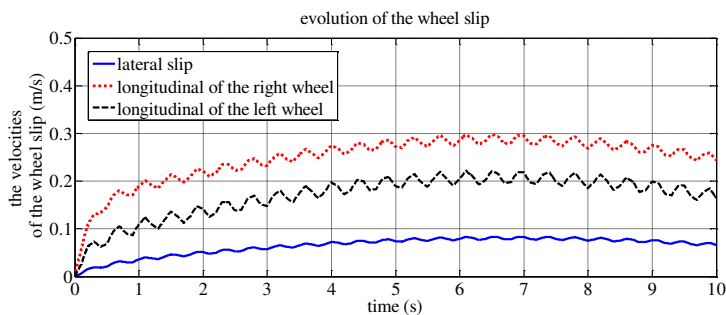 evolution of the wheel slip
the velocities
of the wheel slip (m/s)
0.5
0.4
0.3
0.2
0.1
0
lateral slip
longitudinal of the right wheel
longitudinal of the left wheel
0 1 2 3 4 5 6 7 8 9 10
time (s)